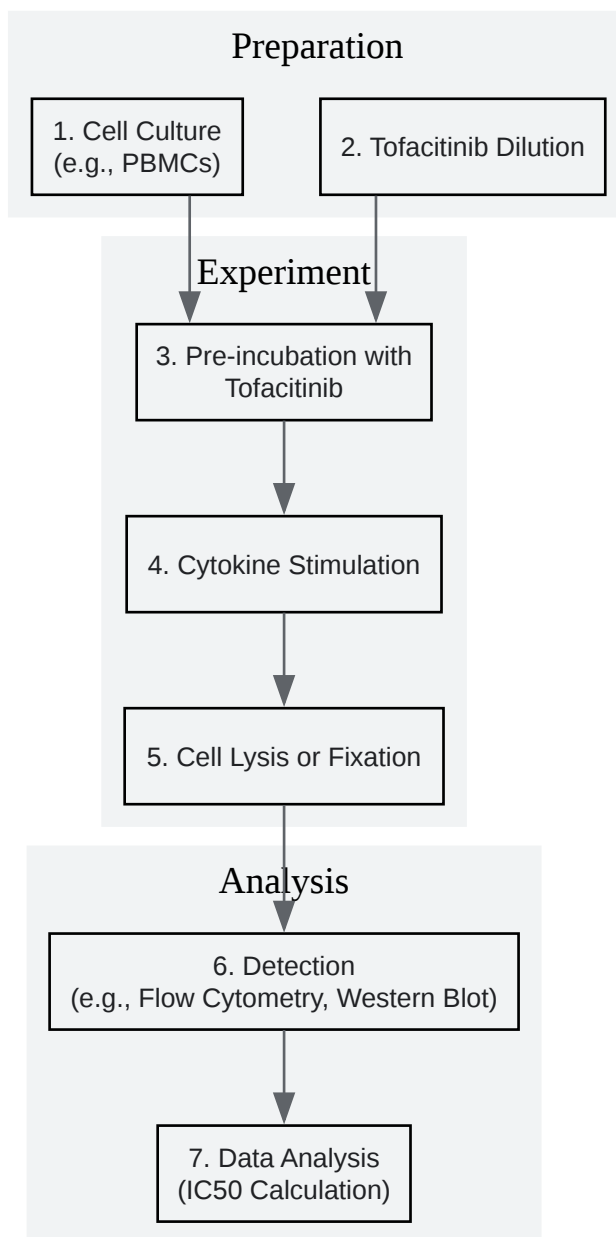 Preparation
1. Cell Culture
(e.g., PBMCs)
2. Tofacitinib Dilution
Experiment
3. Pre-incubation with
Tofacitinib
4. Cytokine Stimulation
5. Cell Lysis or Fixation
Analysis
6. Detection
(e.g., Flow Cytometry, Western Blot)
7. Data Analysis
(IC50 Calculation)